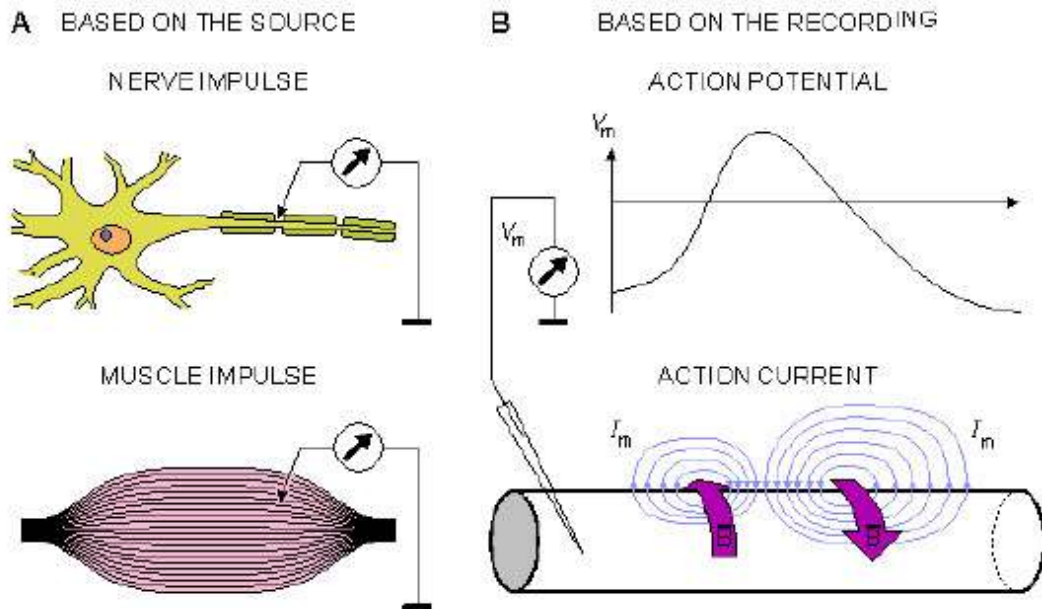 A BASED ON THE SOURCE
NERVE IMPULSE
MUSCLE IMPULSE
B BASED ON THE RECORDING
ACTION POTENTIAL
Vm
Vm
ACTION CURRENT
Im
Im
B
B